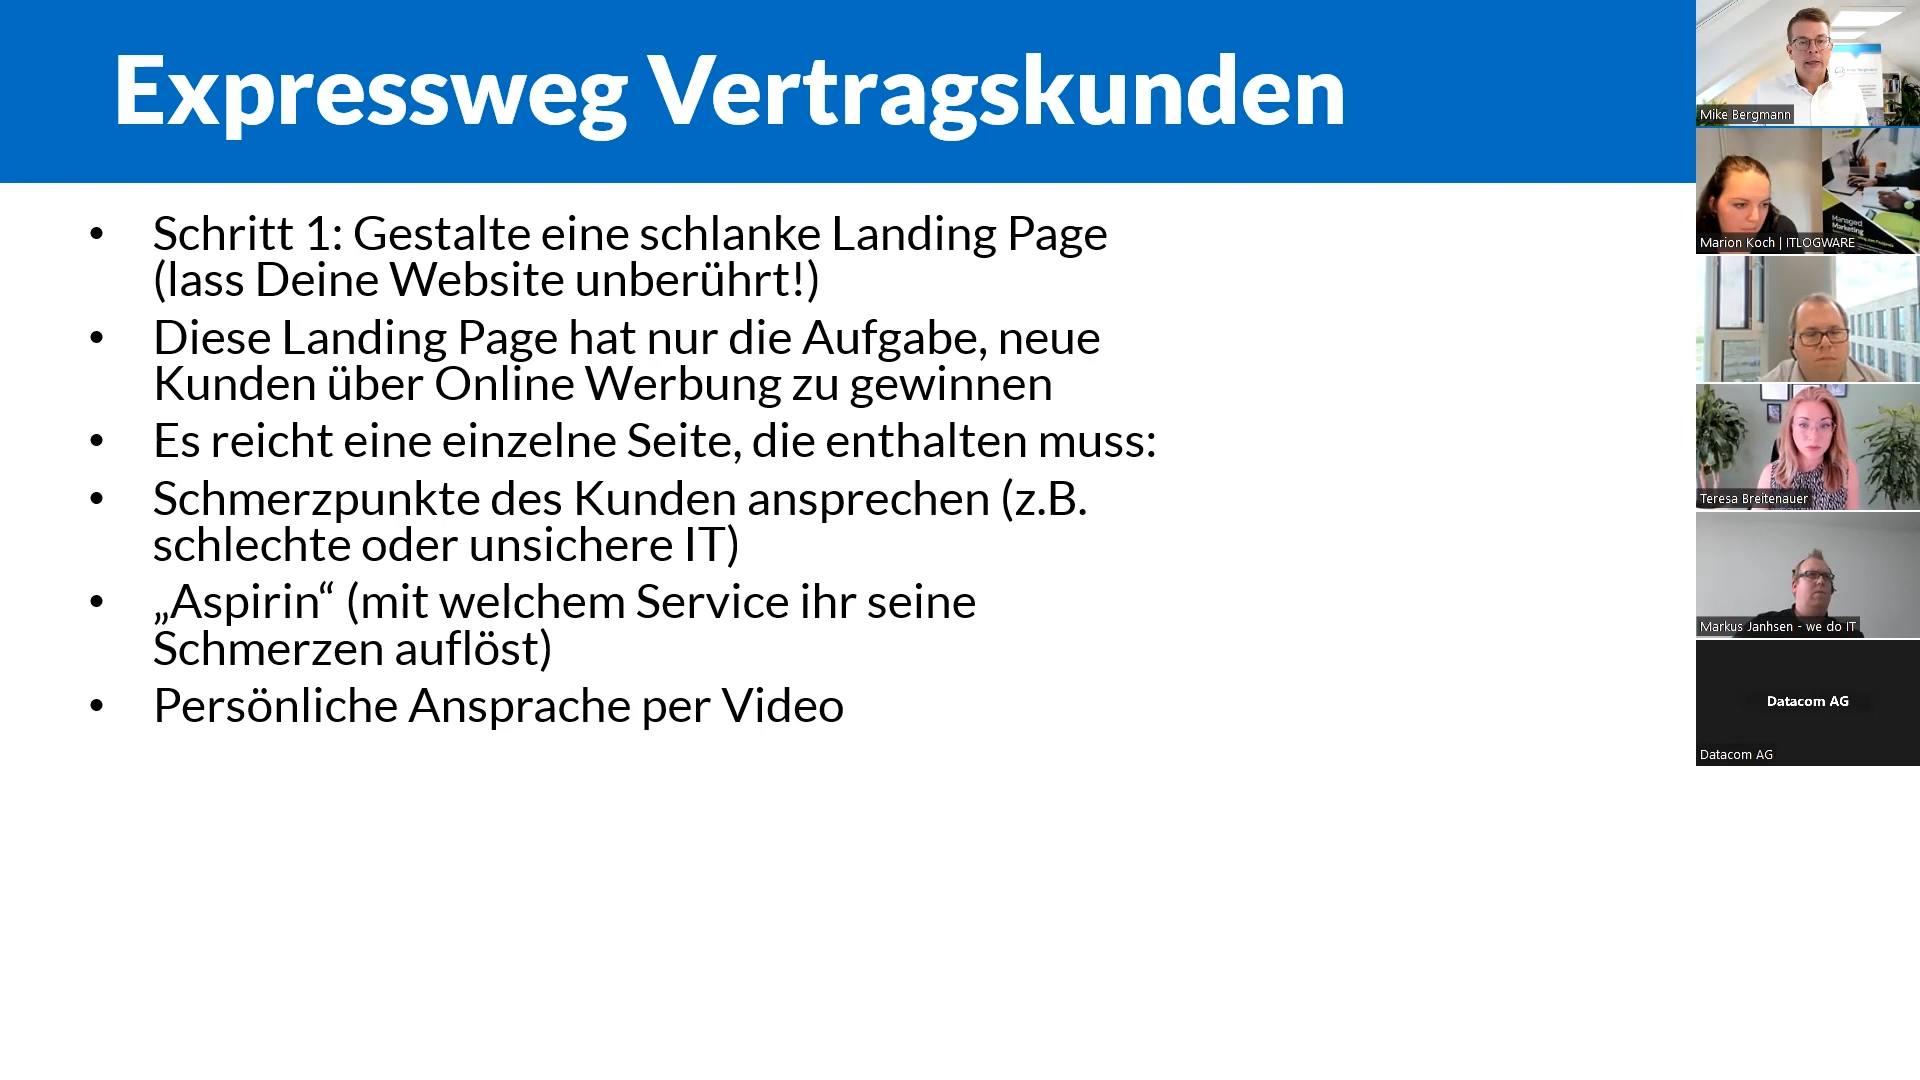 Expressweg Vertragskunden
• Schritt 1: Gestalte eine schlanke Landing Page
(lass Deine Website unberührt!)
• Diese Landing Page hat nur die Aufgabe, neue
Kunden über Online Werbung zu gewinnen
• Es reicht eine einzelne Seite, die enthalten muss:
• Schmerzpunkte des Kunden ansprechen (z.B.
schlechte oder unsichere IT)
• „Aspirin“ (mit welchem Service ihr seine
Schmerzen auflöst)
• Persönliche Ansprache per Video
Mike Bergmann
Managed
Marketing
Marion Koch | ITLOGWARE
Teresa Breitenauer
Markus Janhsen - we do IT
Datacom AG
Datacom AG